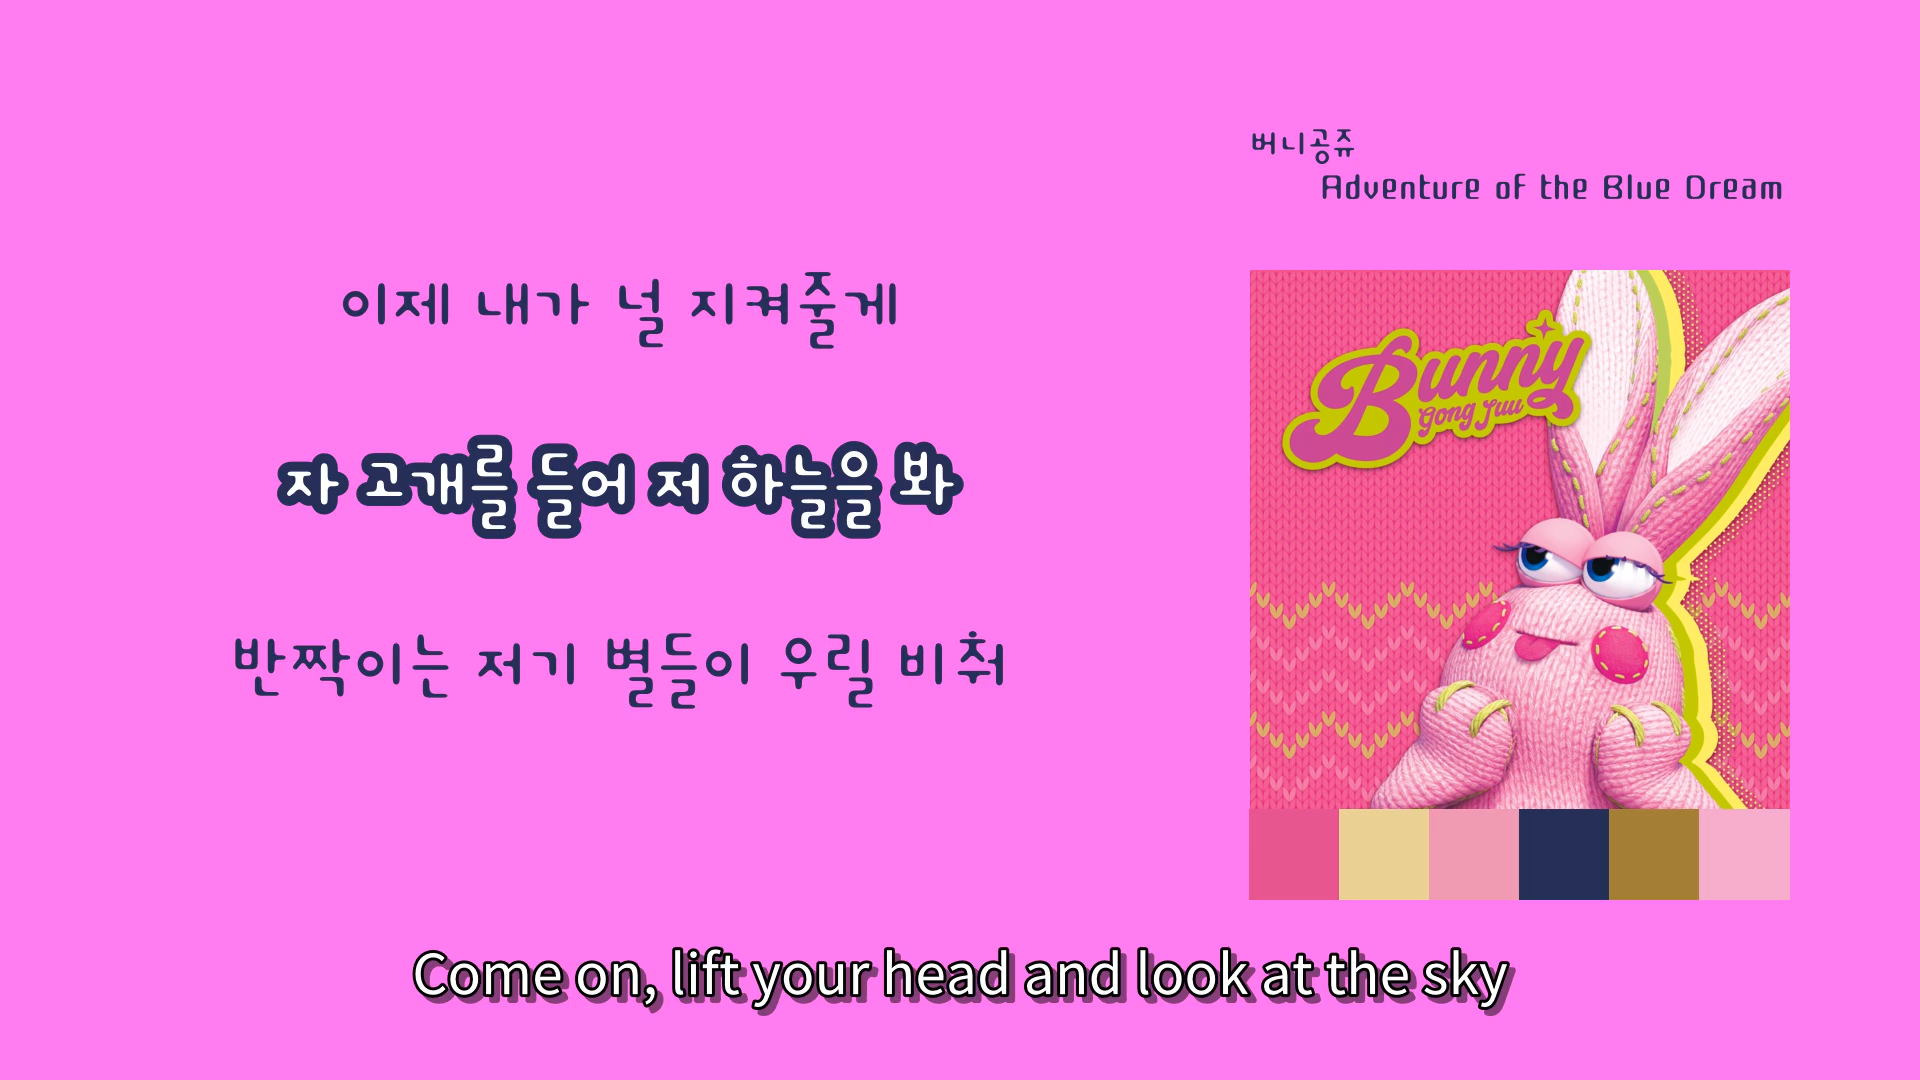 버니공쥬
Adventure of the Blue Dream
이제 내가 널 지켜줄게
자 고개를 들어 저 하늘을 봐
반짝이는 저기 별들이 우릴 비춰
Bunny
Gong Juu
Come on, lift your head and look at the sky